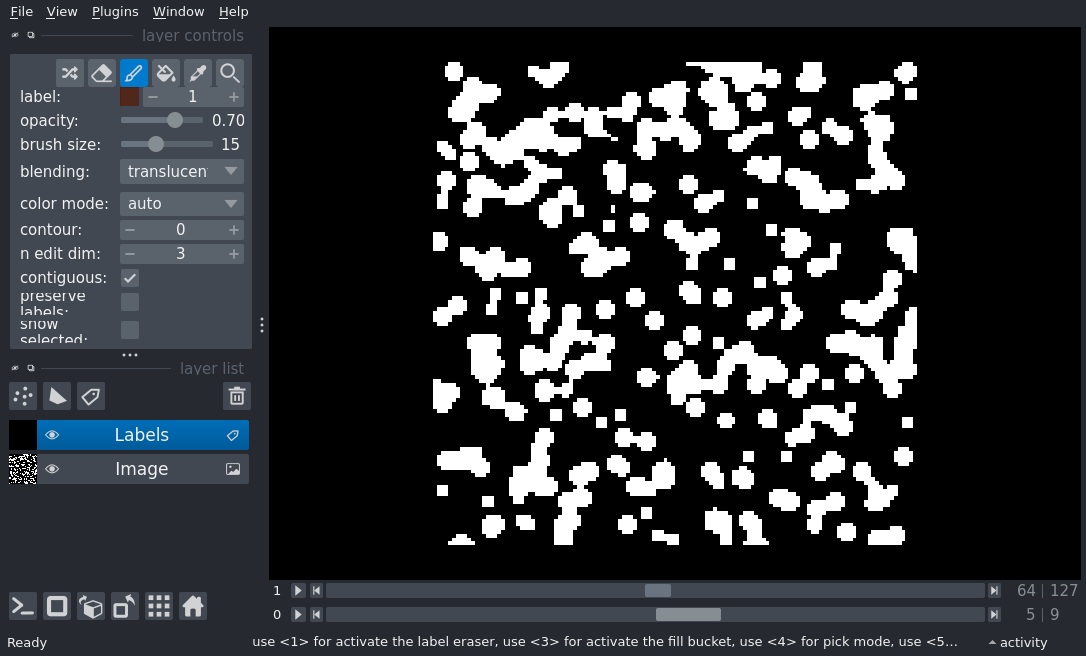 File View Plugins Window Help
layer controls
label: 1
opacity: 0.70
brush size: 15
blending: translucen
color mode: auto
contour: 0
n edit dim: 3
contiguous:
preserve
labels:
show
selected:
layer list
Labels
Image
1 64 | 127
0 5 | 9
Ready use <1> for activate the label eraser, use <3> for activate the fill bucket, use <4> for pick mode, use <5... activity